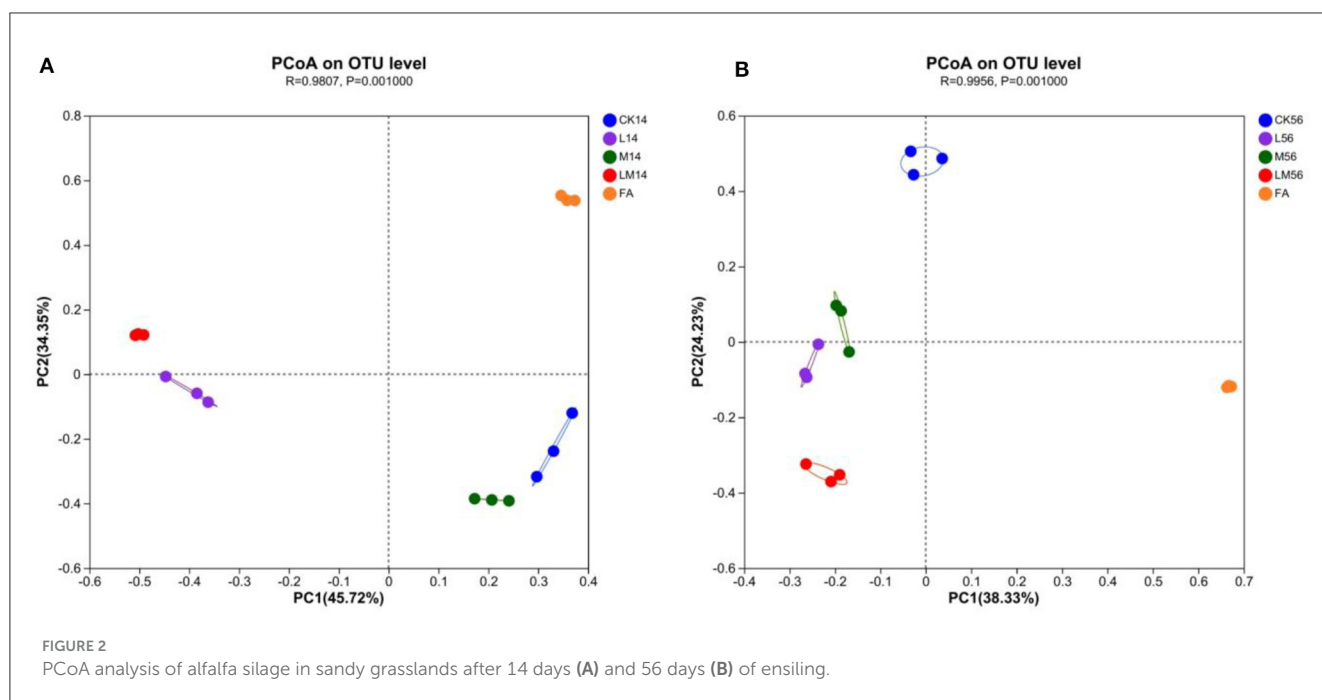 A
PCoA on OTU level
R=0.9807, P=0.001000
CK14
L14
M14
LM14
FA
0.8
0.6
0.4
0.2
0
-0.2
-0.4
-0.6
PC2(34.35%)
-0.6 -0.5 -0.4 -0.3 -0.2 -0.1 0 0.1 0.2 0.3 0.4
PC1(45.72%)
B
PCoA on OTU level
R=0.9956, P=0.001000
CK56
L56
M56
LM56
FA
0.6
0.4
0.2
0
-0.2
-0.4
-0.6
PC2(24.23%)
-0.4 -0.3 -0.2 -0.1 0 0.1 0.2 0.3 0.4 0.5 0.6 0.7
PC1(38.33%)
FIGURE 2
PCoA analysis of alfalfa silage in sandy grasslands after 14 days (A) and 56 days (B) of ensiling.